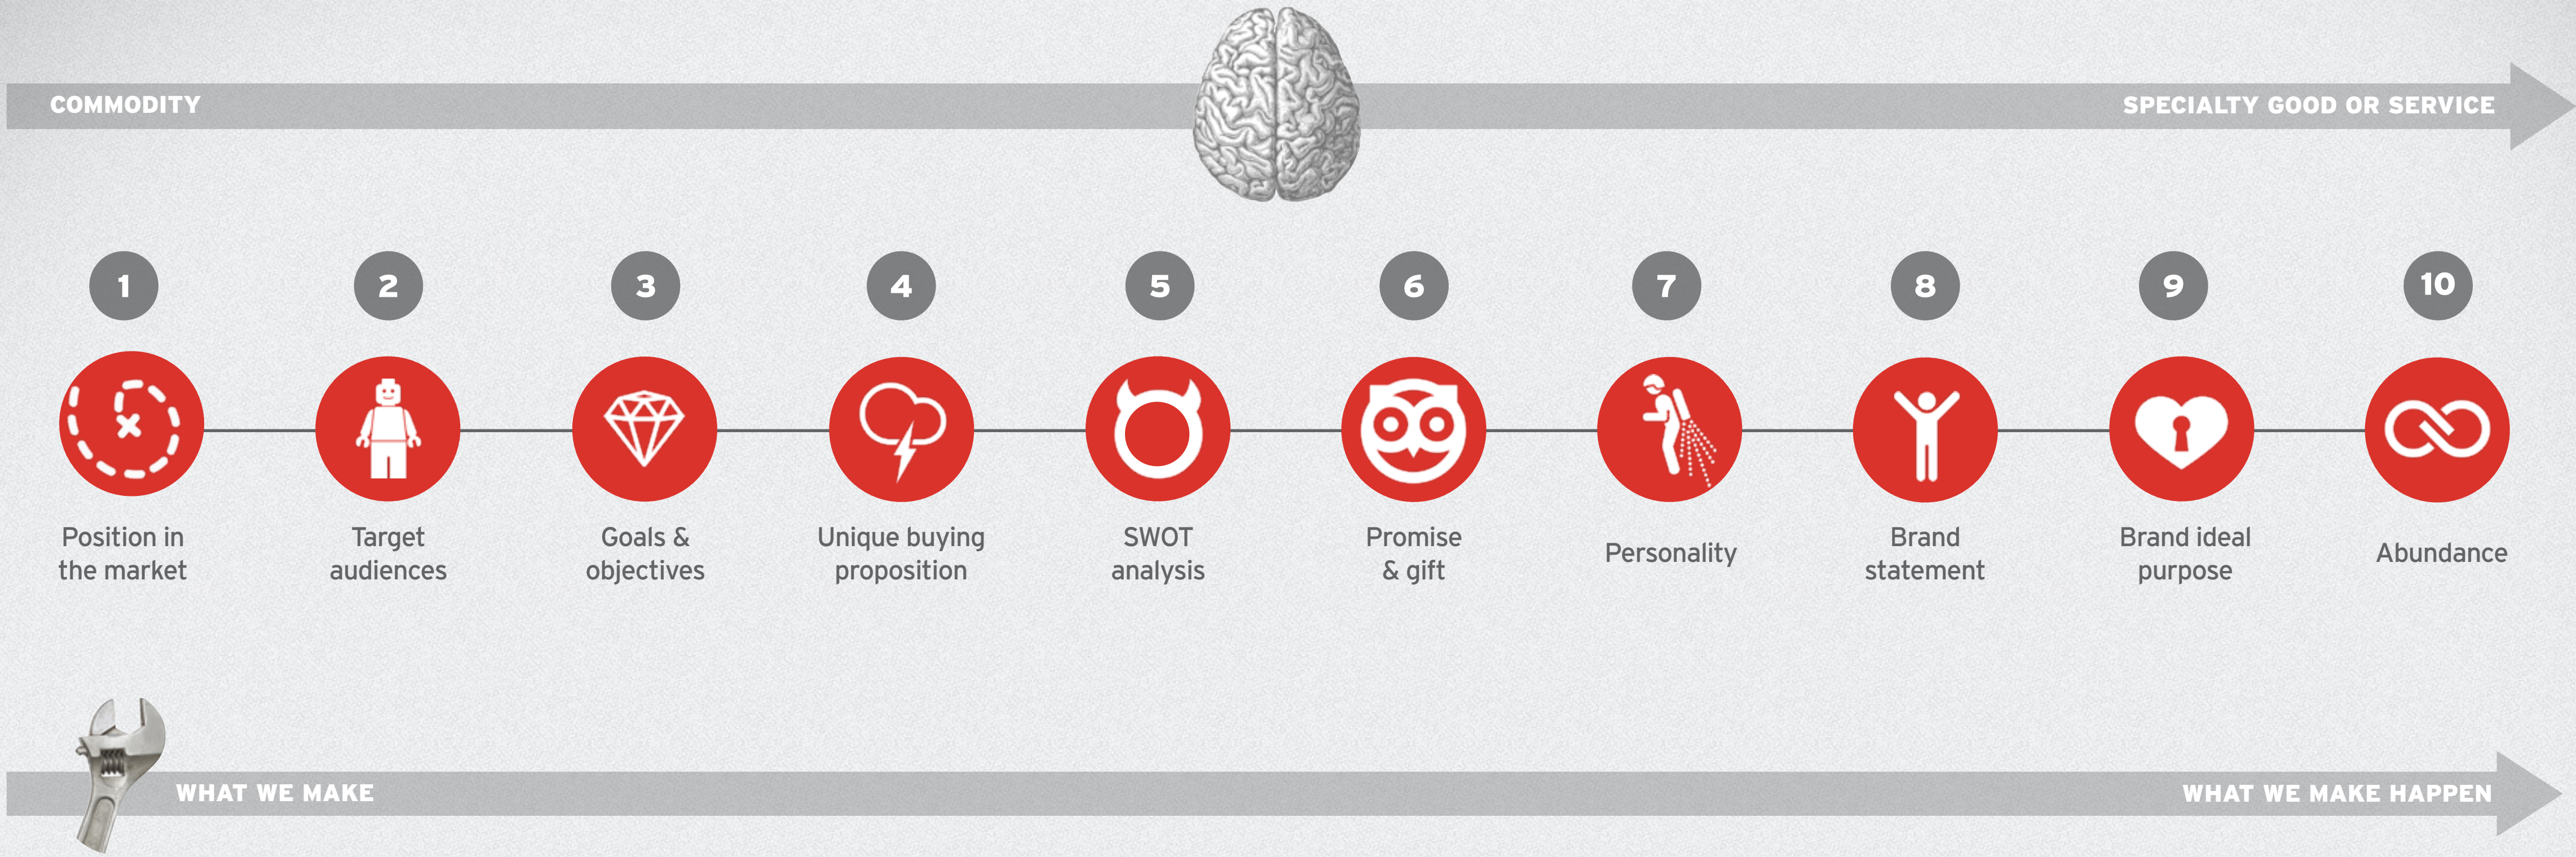 COMMODITY
SPECIALTY GOOD OR SERVICE
1
2
3
4
5
6
7
8
9
10
Position in
the market
Target
audiences
Goals &
objectives
Unique buying
proposition
SWOT
analysis
Promise
& gift
Personality
Brand
statement
Brand ideal
purpose
Abundance
WHAT WE MAKE
WHAT WE MAKE HAPPEN